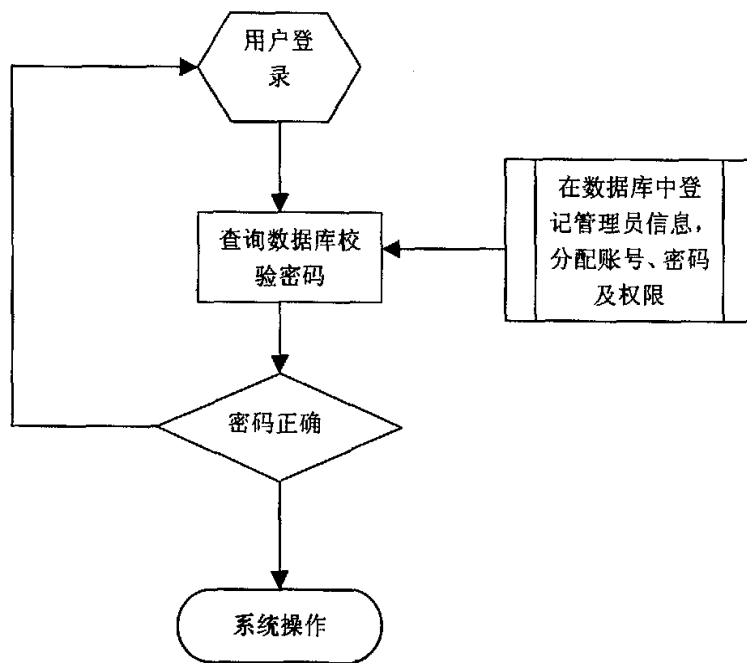 用户登
录
在数据库中登
记管理员信息，
分配账号、密码
及权限
查询数据库校
验密码
密码正确
系统操作